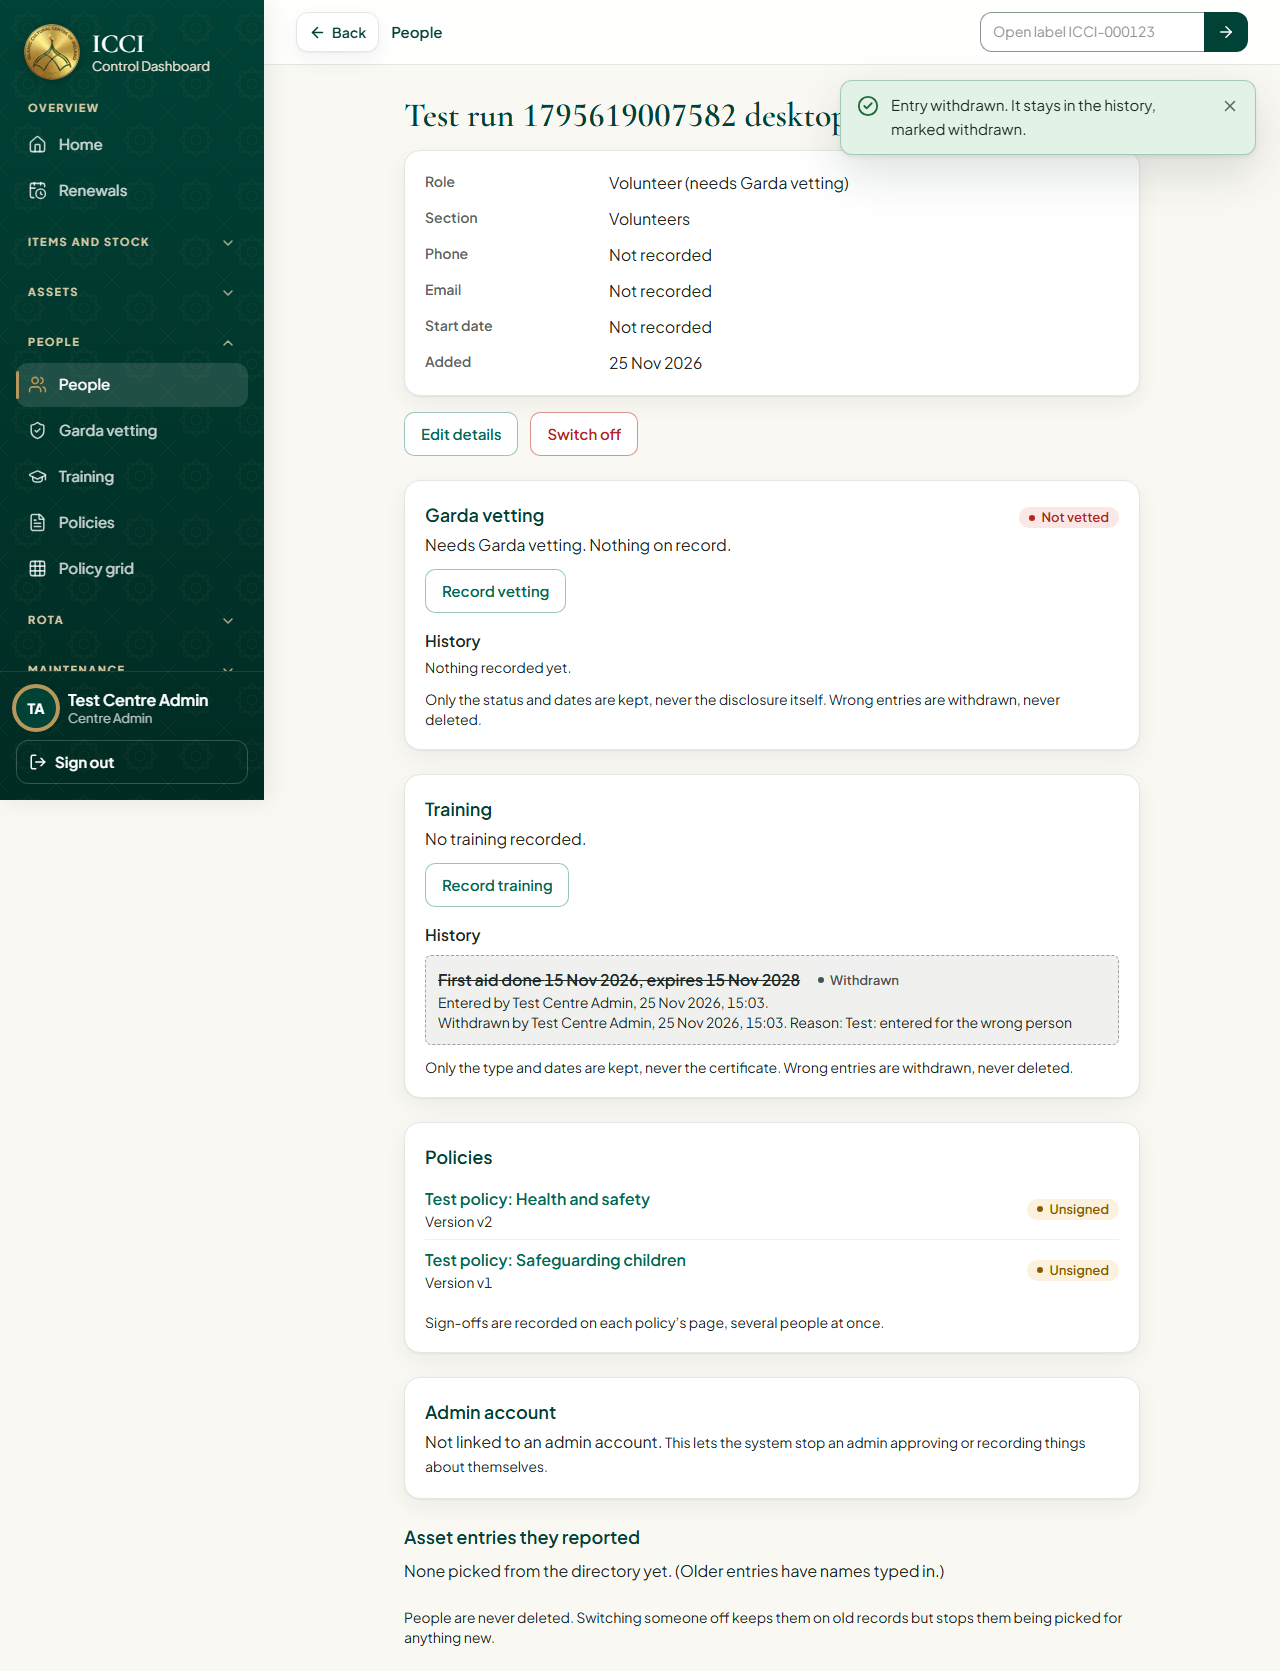 ICCI
Control Dashboard
OVERVIEW
Home
Renewals
ITEMS AND STOCK
ASSETS
PEOPLE
People
Garda vetting
Training
Policies
Policy grid
ROTA
MAINTENANCE
TA
Test Centre Admin
Centre Admin
Sign out
Back
People
Open label ICCI-000123
Entry withdrawn. It stays in the history,
marked withdrawn.
Test run 1795619007582 desktop
Role
Volunteer (needs Garda vetting)
Section
Volunteers
Phone
Not recorded
Email
Not recorded
Start date
Not recorded
Added
25 Nov 2026
Edit details
Switch off
Garda vetting
Not vetted
Needs Garda vetting. Nothing on record.
Record vetting
History
Nothing recorded yet.
Only the status and dates are kept, never the disclosure itself. Wrong entries are withdrawn, never
deleted.
Training
No training recorded.
Record training
History
First aid done 15 Nov 2026, expires 15 Nov 2028
Withdrawn
Entered by Test Centre Admin, 25 Nov 2026, 15:03.
Withdrawn by Test Centre Admin, 25 Nov 2026, 15:03. Reason: Test: entered for the wrong person
Only the type and dates are kept, never the certificate. Wrong entries are withdrawn, never deleted.
Policies
Test policy: Health and safety
Version v2
Unsigned
Test policy: Safeguarding children
Version v1
Unsigned
Sign-offs are recorded on each policy's page, several people at once.
Admin account
Not linked to an admin account. This lets the system stop an admin approving or recording things
about themselves.
Asset entries they reported
None picked from the directory yet. (Older entries have names typed in.)
People are never deleted. Switching someone off keeps them on old records but stops them being picked for
anything new.